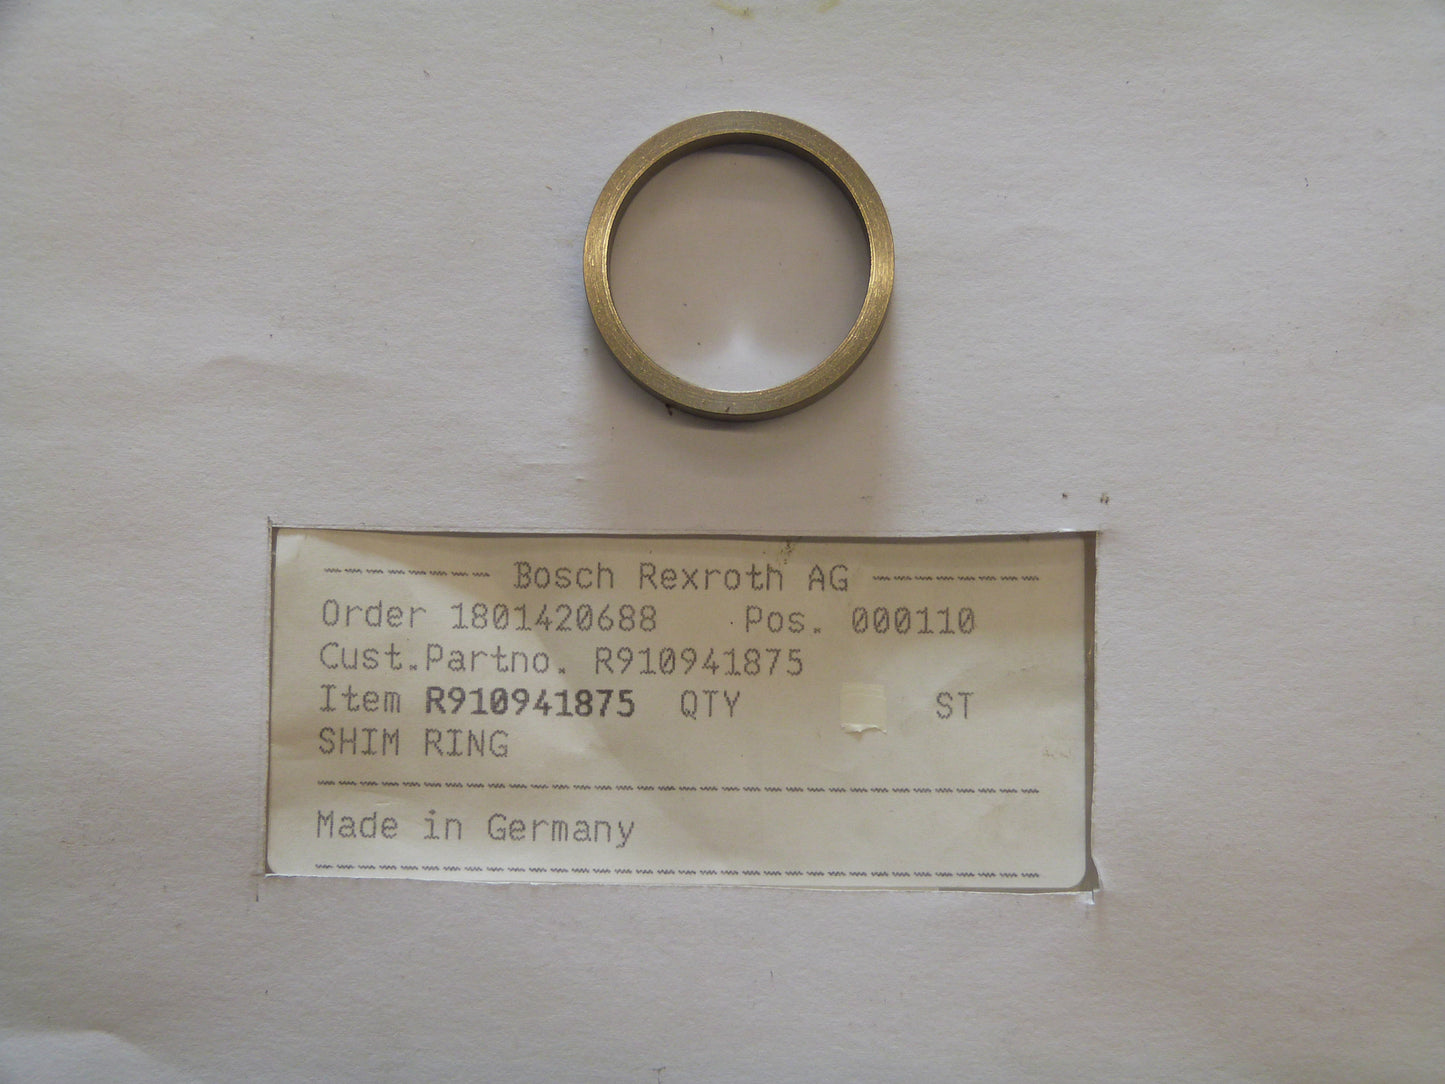 ------- Bosch Rexroth AG -------
Order 1801420688 Pos. 000110
Cust.Partno. R910941875
Item R910941875 QTY ST
SHIM RING
Made in Germany